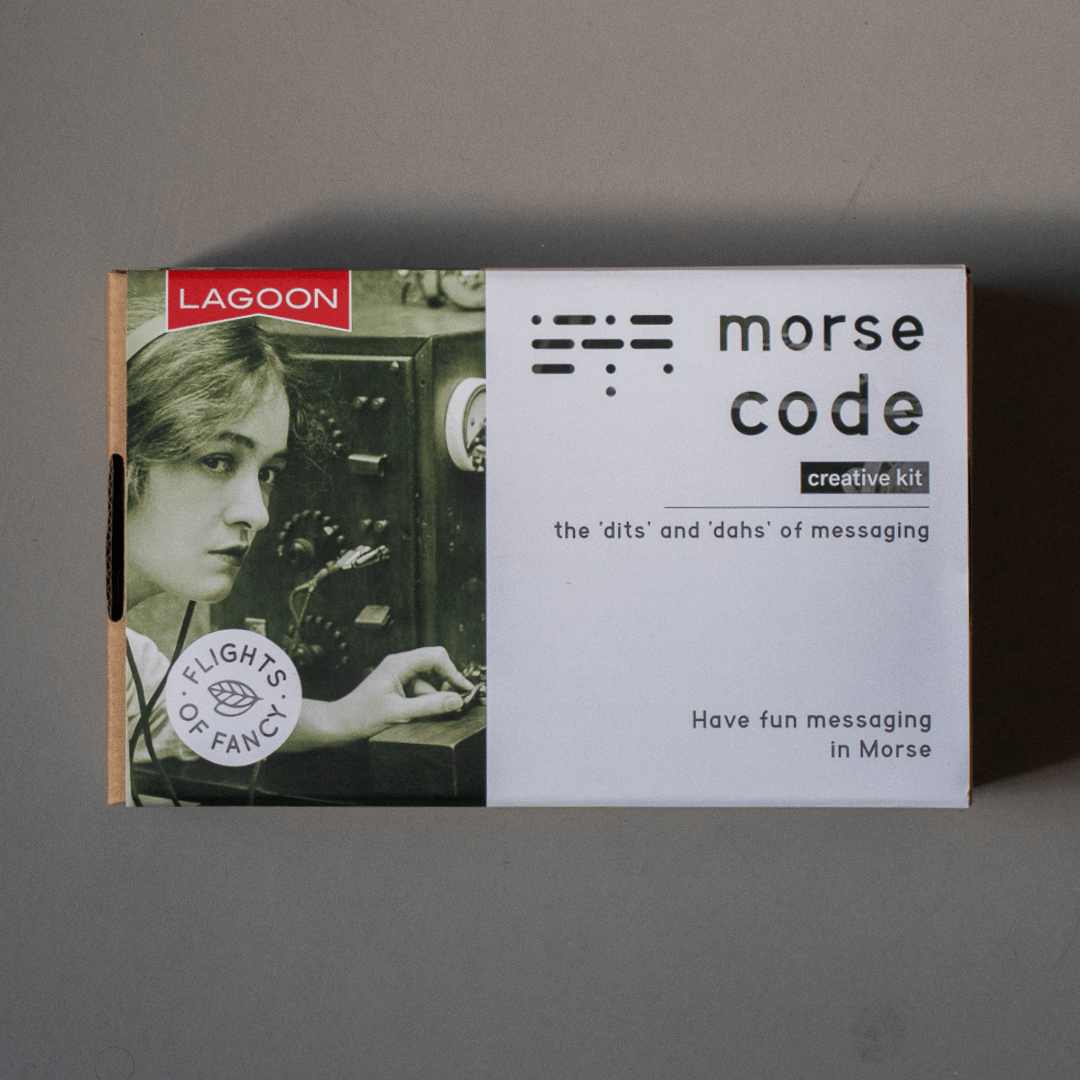 LAGOON
morse
code
creative kit
the 'dits' and 'dahs' of messaging
Have fun messaging
in Morse
FLIGHTS
OF FANCY